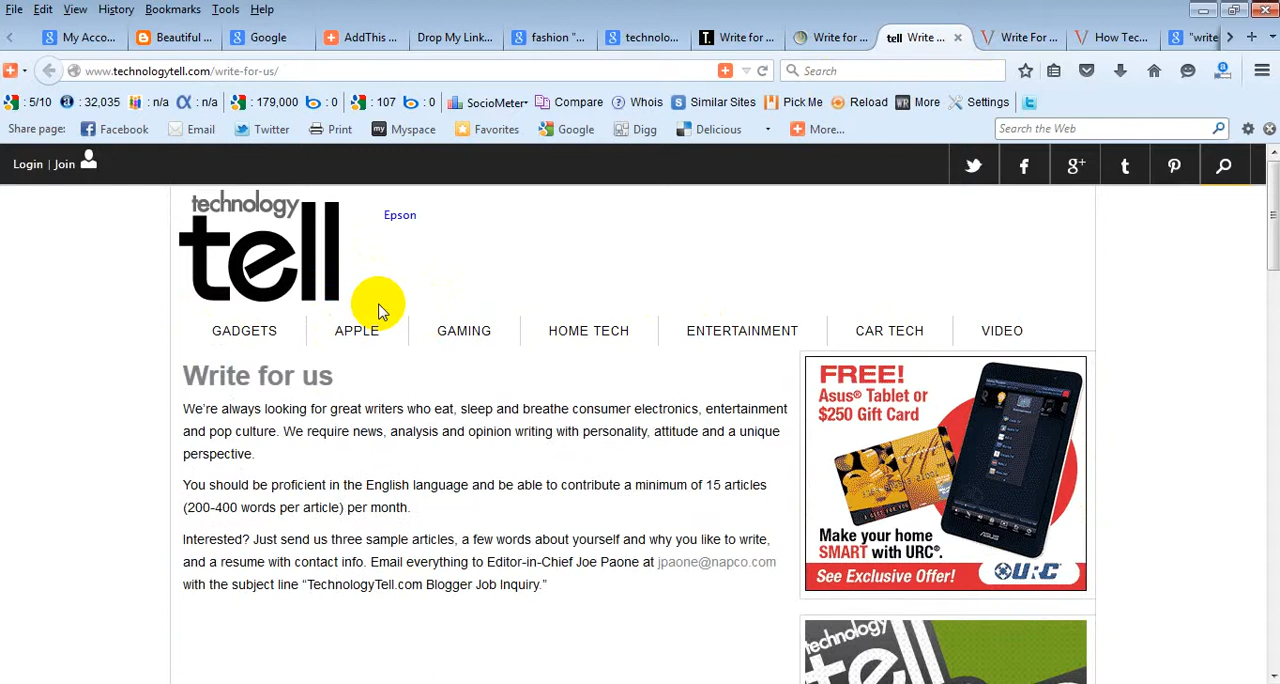 File Edit View History Bookmarks Tools Help
My Acco... Beautiful ... Google AddThis ... Drop My Link... fashion "... technolo... Write for ... Write for ... tell Write ... Write For ... How Tec... "write
www.technologytell.com/write-for-us/ Search
: 5/10 : 32,035 : n/a : n/a : 179,000 : 0 : 107 : 0 SocioMeter Compare Whois Similar Sites Pick Me Reload More Settings
Share page: Facebook Email Twitter Print Myspace Favorites Google Digg Delicious More... Search the Web
Login | Join
technology
tell
Epson
GADGETS APPLE GAMING HOME TECH ENTERTAINMENT CAR TECH VIDEO
Write for us
We're always looking for great writers who eat, sleep and breathe consumer electronics, entertainment
and pop culture. We require news, analysis and opinion writing with personality, attitude and a unique
perspective.
You should be proficient in the English language and be able to contribute a minimum of 15 articles
(200-400 words per article) per month.
Interested? Just send us three sample articles, a few words about yourself and why you like to write,
and a resume with contact info. Email everything to Editor-in-Chief Joe Paone at jpaone@napco.com
with the subject line “TechnologyTell.com Blogger Job Inquiry.”
FREE!
Asus® Tablet or
$250 Gift Card
Make your home
SMART with URC®.
See Exclusive Offer! URC®
technology
tell